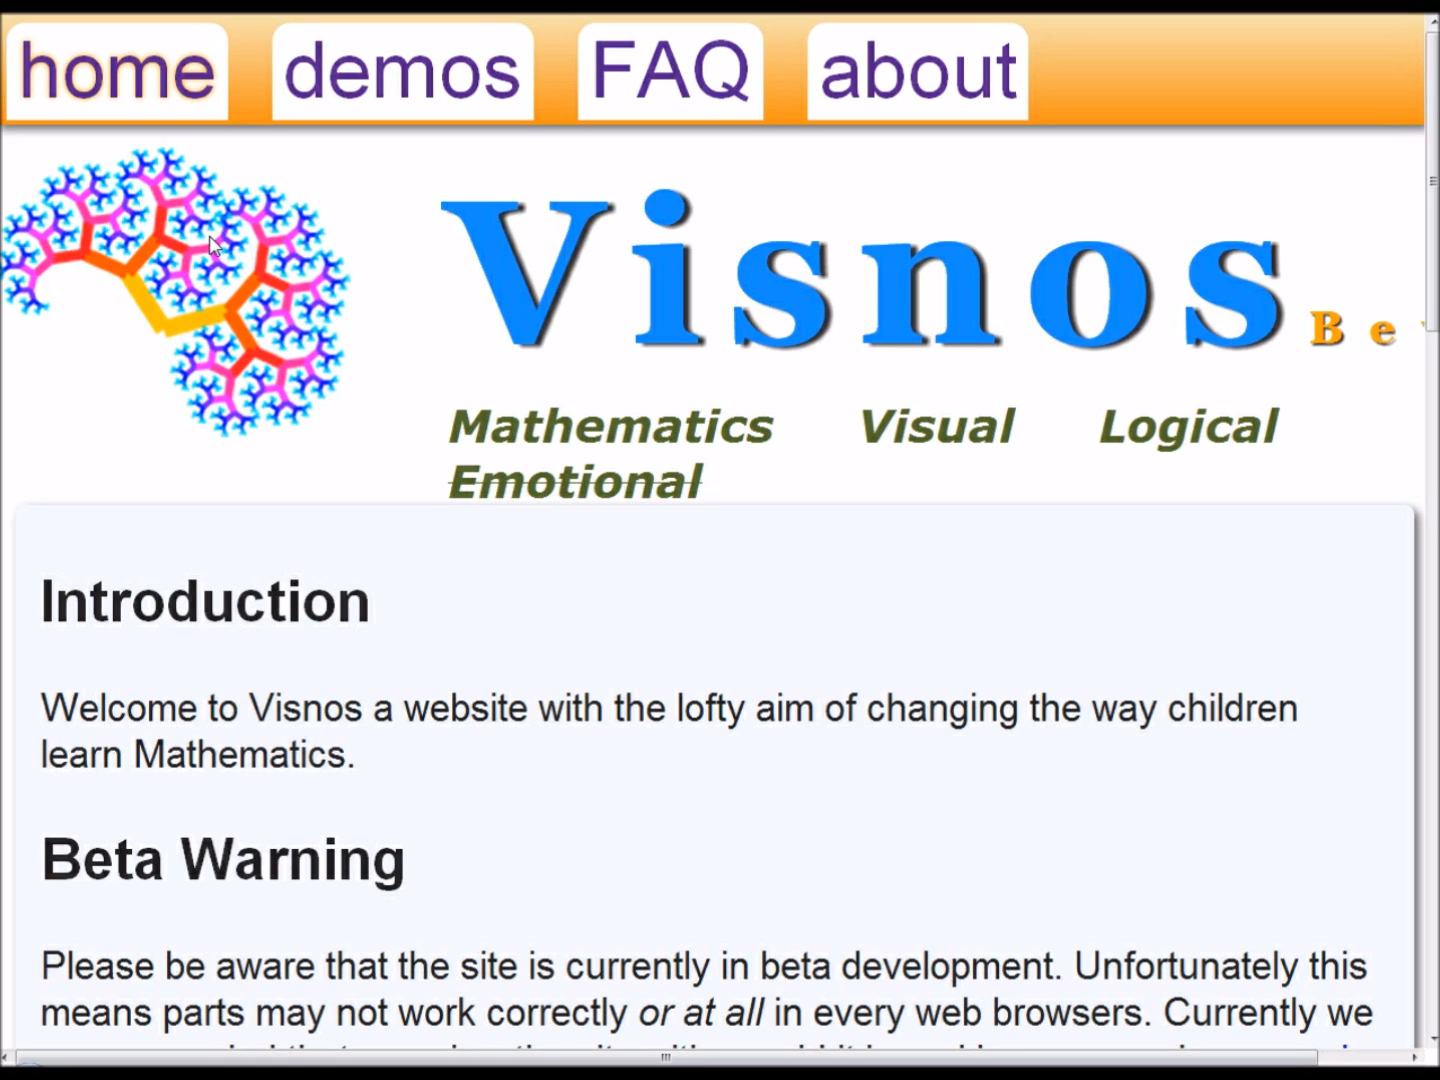 home demos FAQ about
Visnos
Mathematics Visual Logical
Emotional
Introduction
Welcome to Visnos a website with the lofty aim of changing the way children
learn Mathematics.
Beta Warning
Please be aware that the site is currently in beta development. Unfortunately this
means parts may not work correctly or at all in every web browsers. Currently we